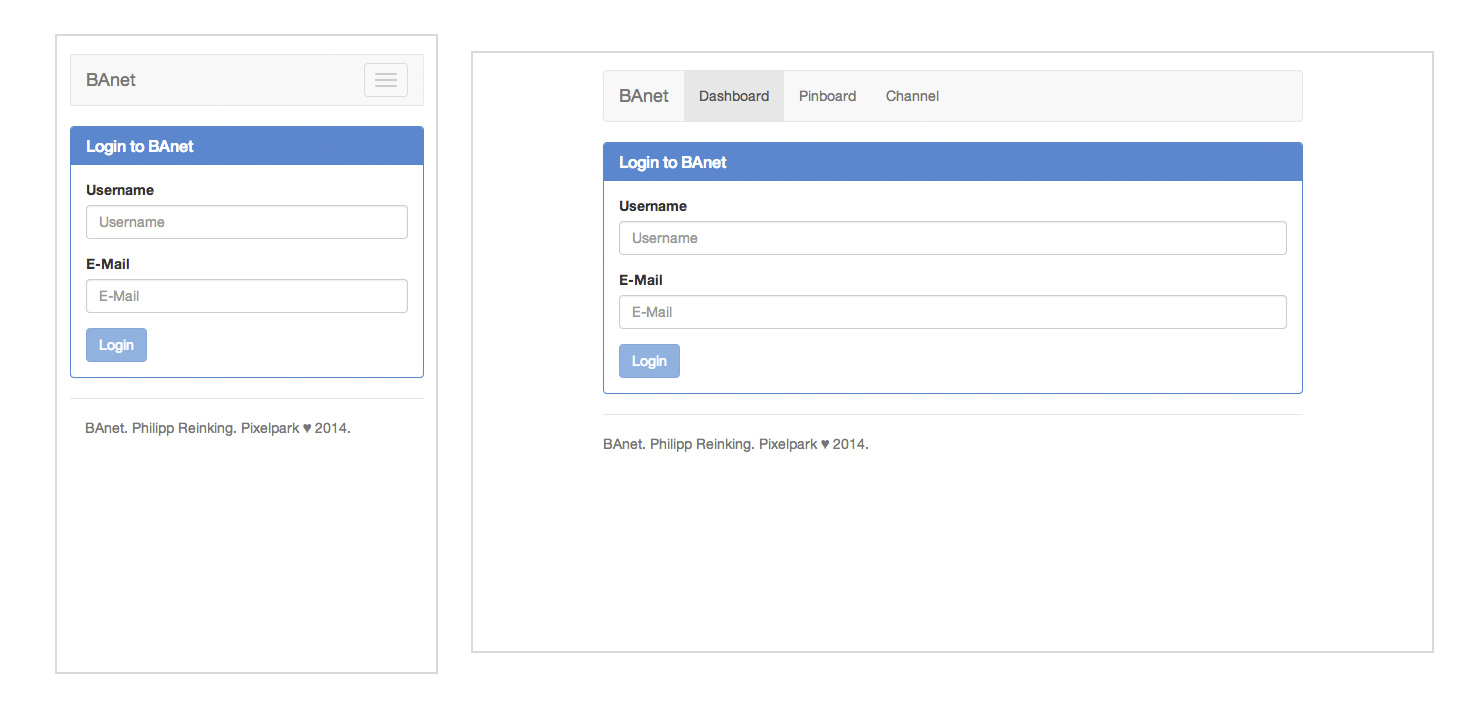 BAnet
Login to BAnet
Username
Username
E-Mail
E-Mail
Login
BAnet. Philipp Reinking. Pixelpark ♥ 2014.
BAnet Dashboard Pinboard Channel
Login to BAnet
Username
Username
E-Mail
E-Mail
Login
BAnet. Philipp Reinking. Pixelpark ♥ 2014.